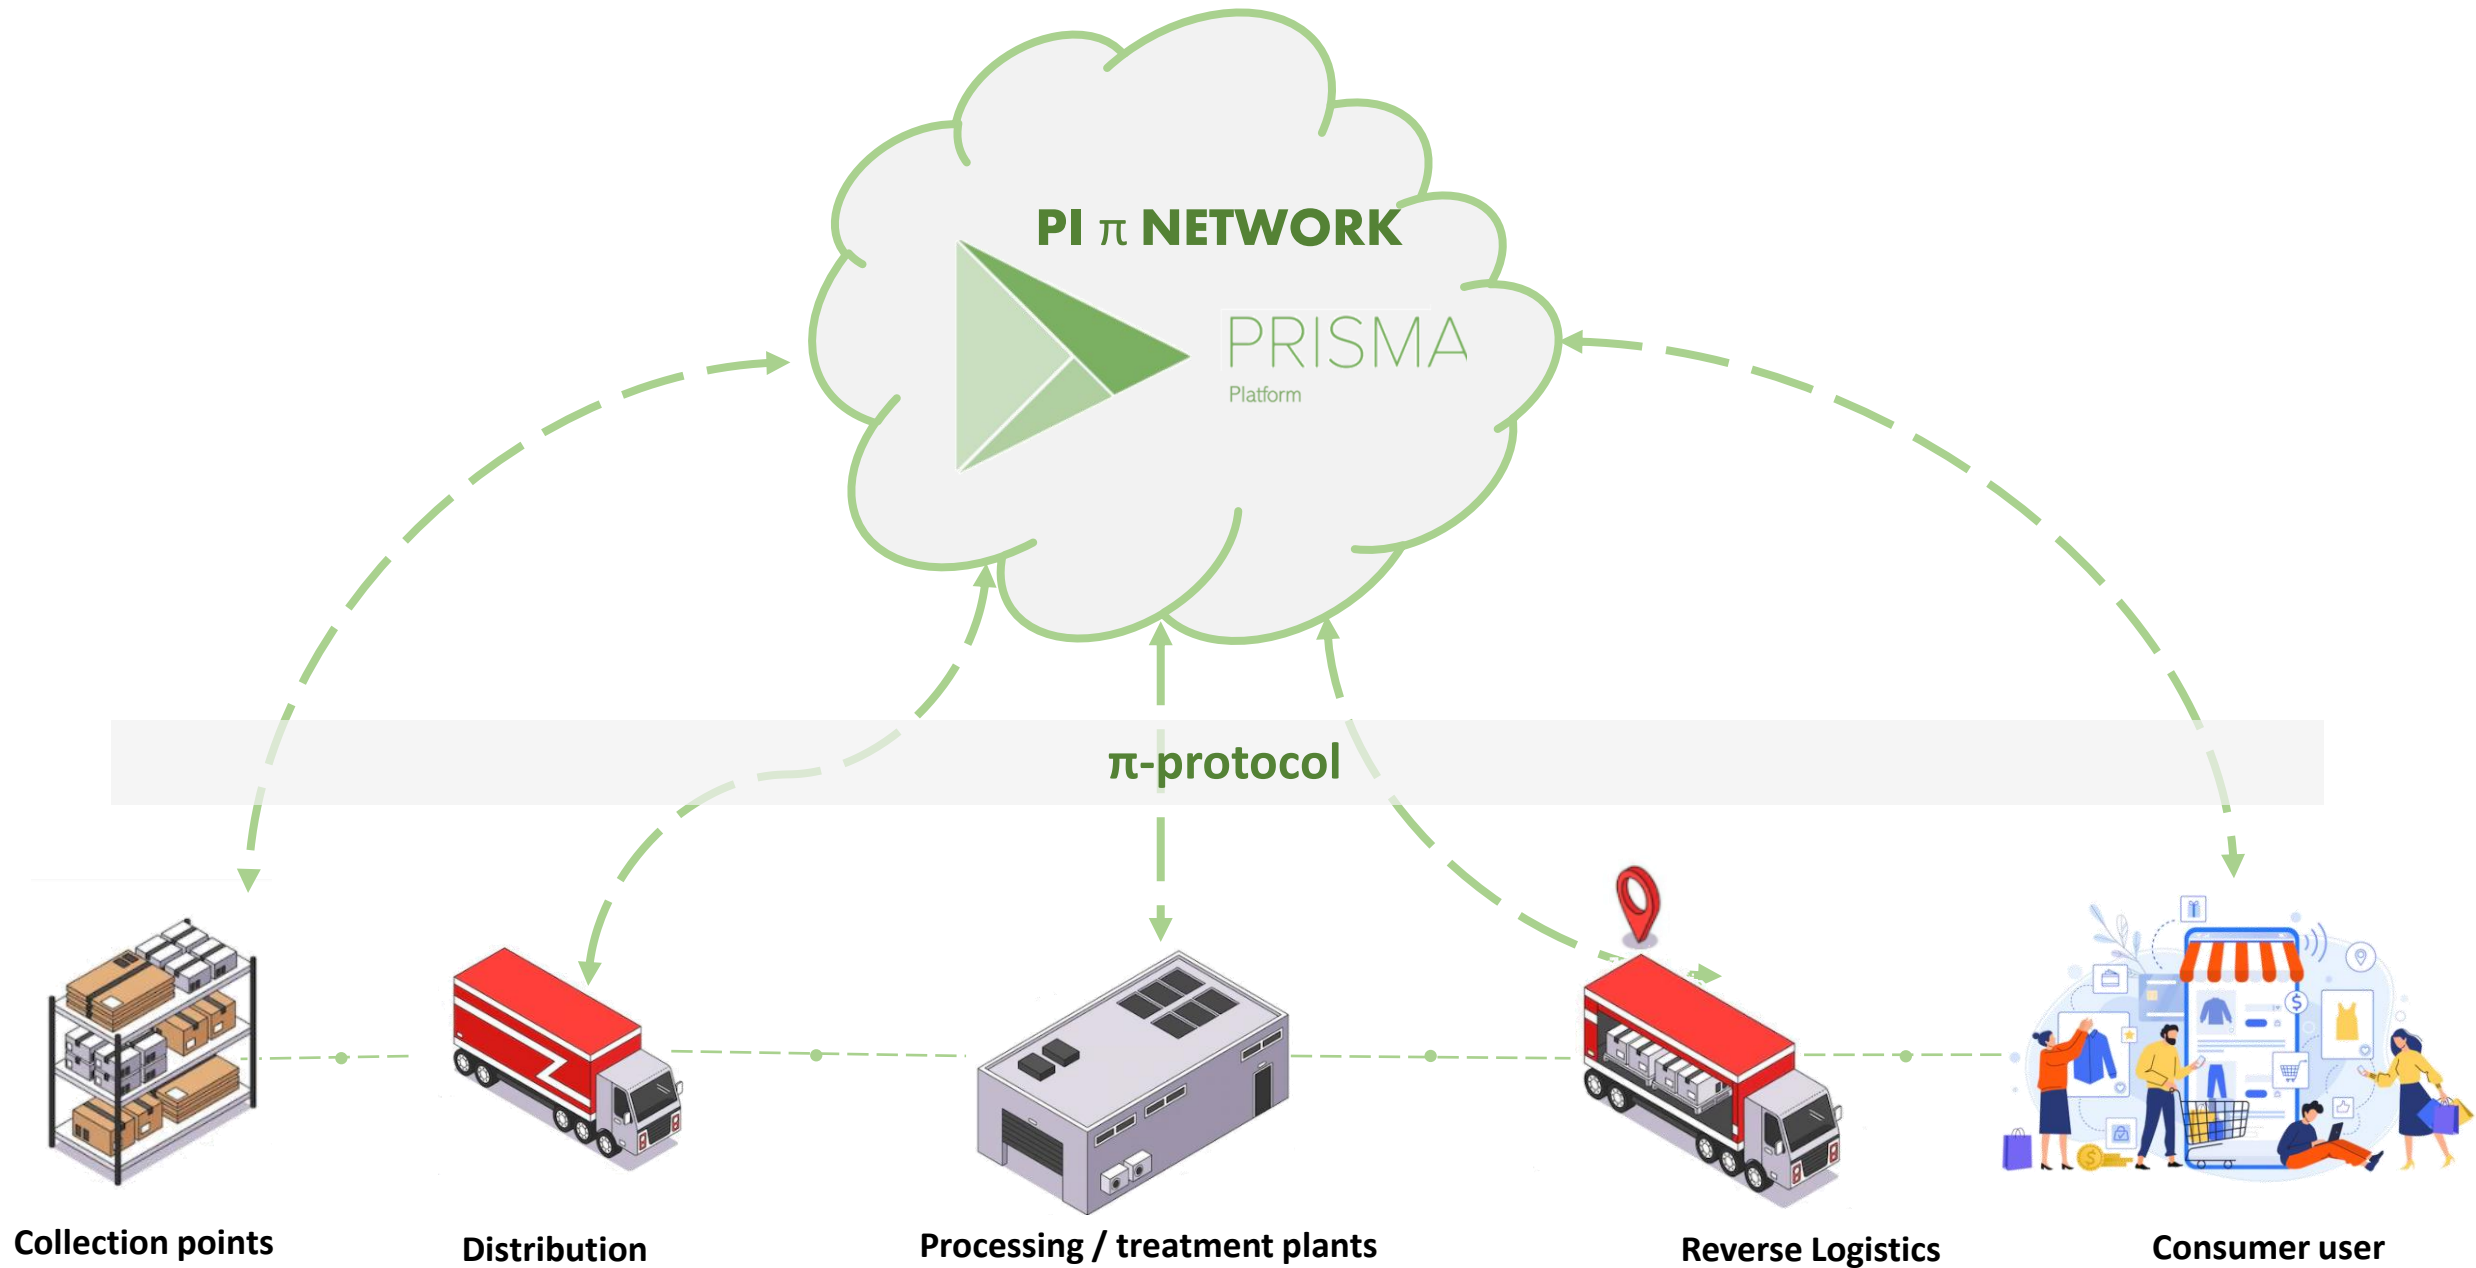 PI π NETWORK
PRISMA
Platform
π-protocol
Collection points
Distribution
Processing / treatment plants
Reverse Logistics
Consumer user